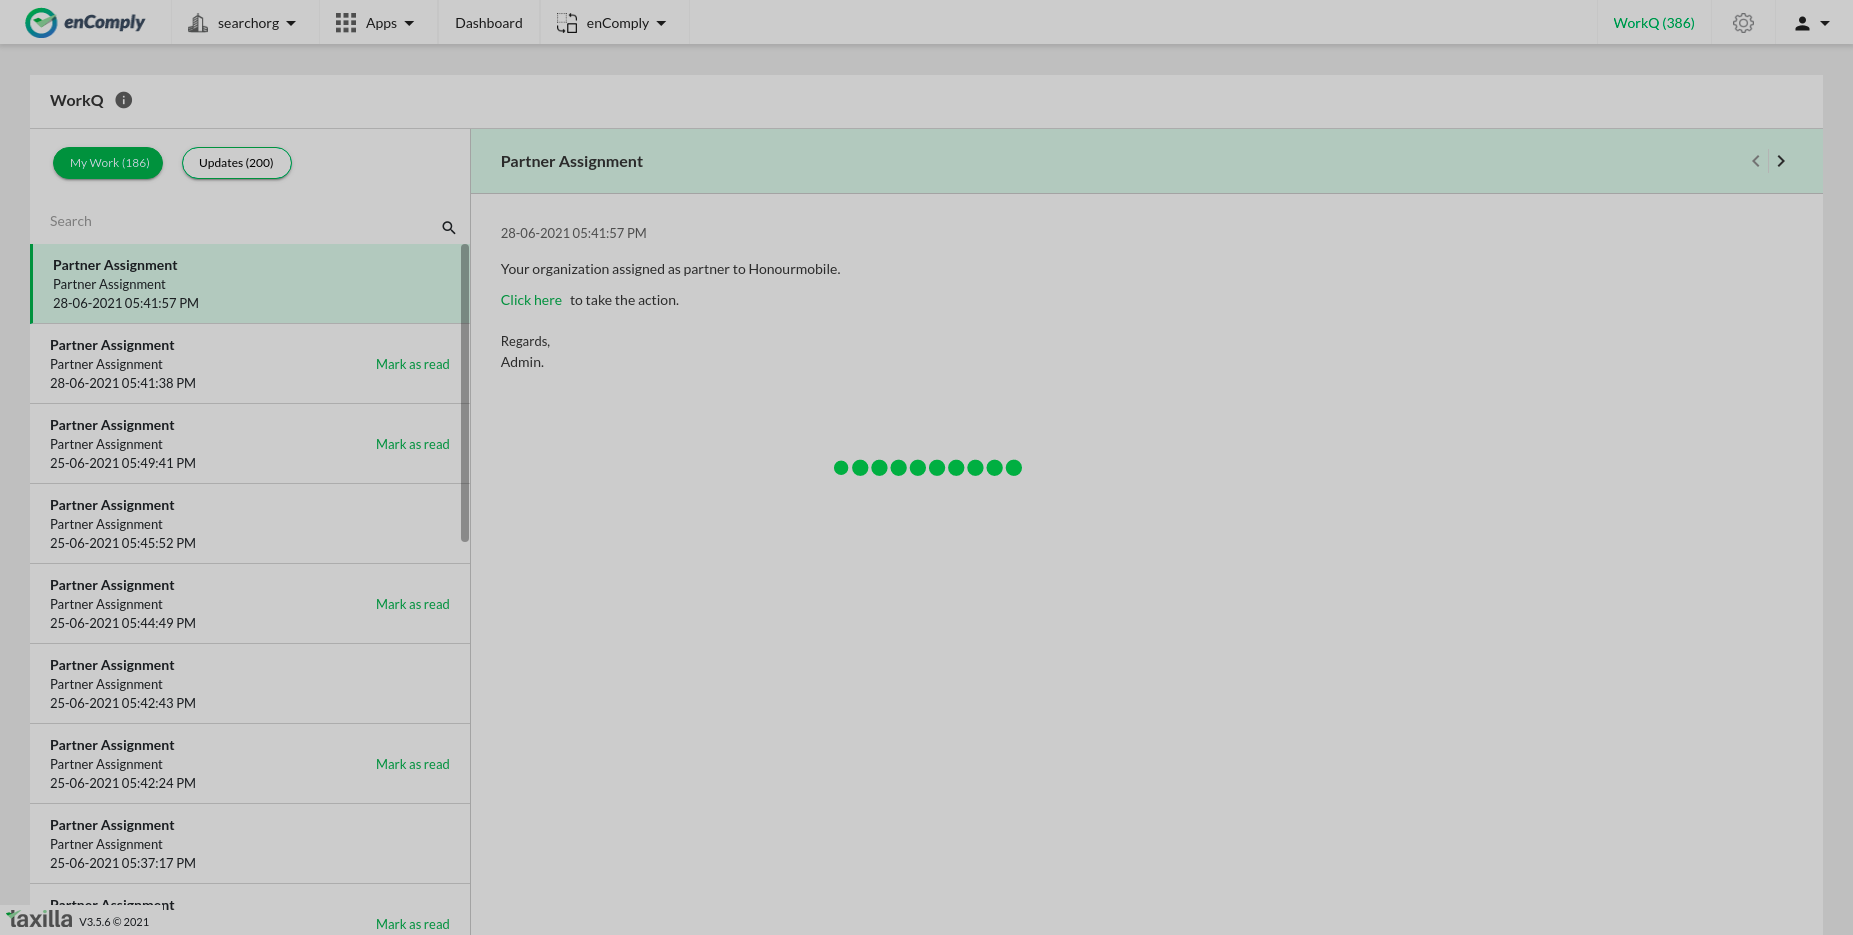 enComply
searchorg
Apps
Dashboard
enComply
WorkQ (386)
WorkQ
My Work (186)
Updates (200)
Search
Partner Assignment
Partner Assignment
28-06-2021 05:41:57 PM
Partner Assignment
Partner Assignment
Mark as read
28-06-2021 05:41:38 PM
Partner Assignment
Partner Assignment
Mark as read
25-06-2021 05:49:41 PM
Partner Assignment
Partner Assignment
25-06-2021 05:45:52 PM
Partner Assignment
Partner Assignment
Mark as read
25-06-2021 05:44:49 PM
Partner Assignment
Partner Assignment
25-06-2021 05:42:43 PM
Partner Assignment
Partner Assignment
Mark as read
25-06-2021 05:42:24 PM
Partner Assignment
Partner Assignment
25-06-2021 05:37:17 PM
Partner Assignment
Mark as read
taxilla V3.5.6 © 2021
Partner Assignment
28-06-2021 05:41:57 PM
Your organization assigned as partner to Honourmobile.
Click here to take the action.
Regards,
Admin.